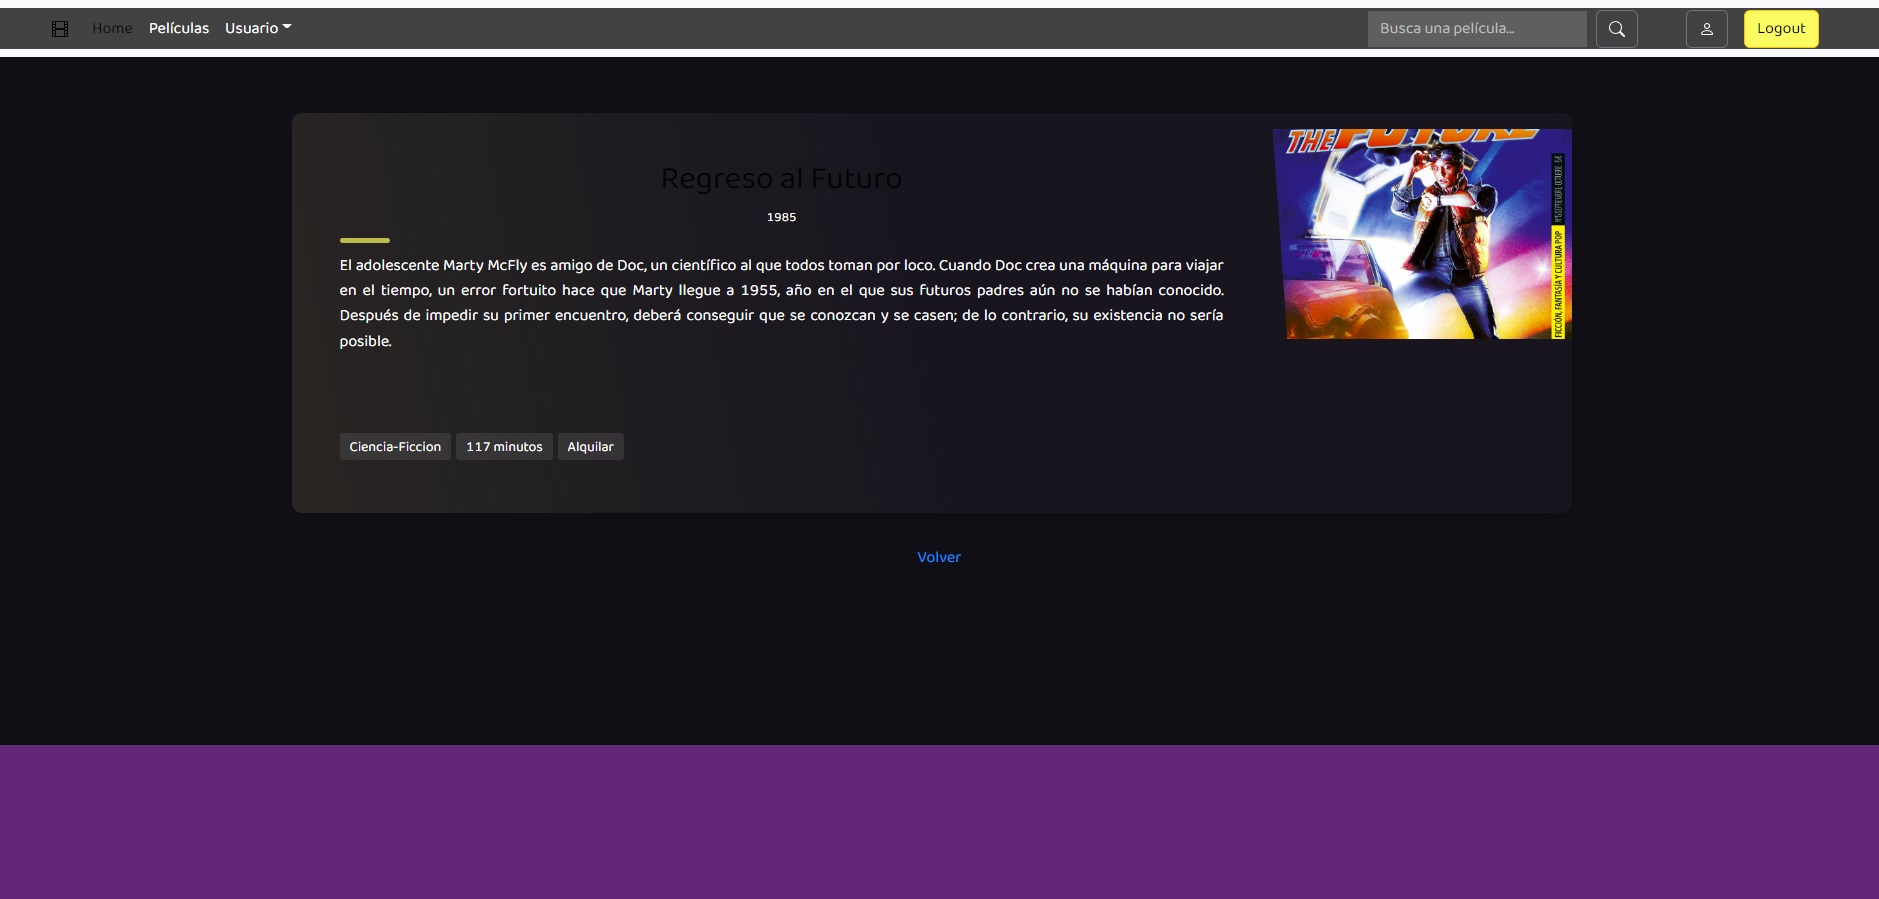 Home Películas Usuario Busca una película... Logout
THE FUTURE
Regreso al Futuro
1985
El adolescente Marty McFly es amigo de Doc, un científico al que todos toman por loco. Cuando Doc crea una máquina para viajar
en el tiempo, un error fortuito hace que Marty llegue a 1955, año en el que sus futuros padres aún no se habían conocido.
Después de impedir su primer encuentro, deberá conseguir que se conozcan y se casen; de lo contrario, su existencia no sería
posible.
FICCIÓN, FANTASÍA Y CULTURA POP
Ciencia-Ficcion 117 minutos Alquilar
Volver